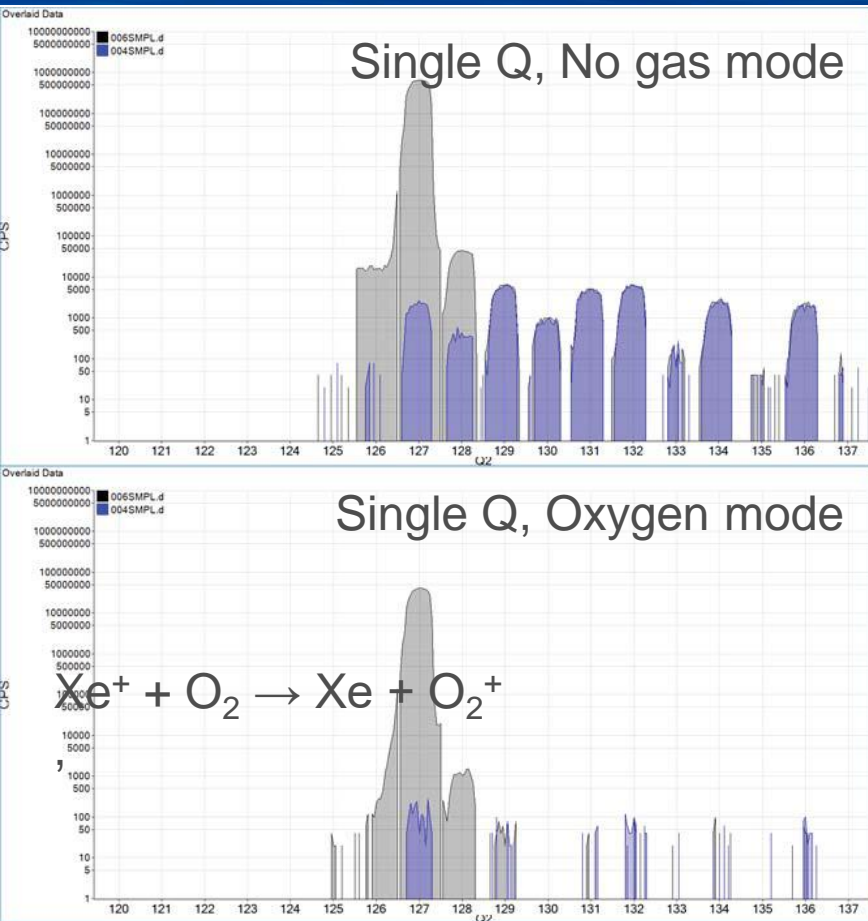 Overlaid Data
10000000000
5000000000
1000000000
500000000
100000000
50000000
10000000
5000000
1000000
500000
100000
50000
10000
5000
1000
500
100
50
10
5
1
CPS
006SMPL.d
004SMPL.d
Single Q, No gas mode
120 121 122 123 124 125 126 127 128 129 130 131 132 133 134 135 136 137
Q2
Overlaid Data
10000000000
5000000000
1000000000
500000000
100000000
50000000
10000000
5000000
1000000
500000
10000
5000
1000
500
100
50
10
5
1
CPS
006SMPL.d
004SMPL.d
Single Q, Oxygen mode
Xe⁺ + O₂ → Xe + O₂⁺
,
120 121 122 123 124 125 126 127 128 129 130 131 132 133 134 135 136 137
Q2